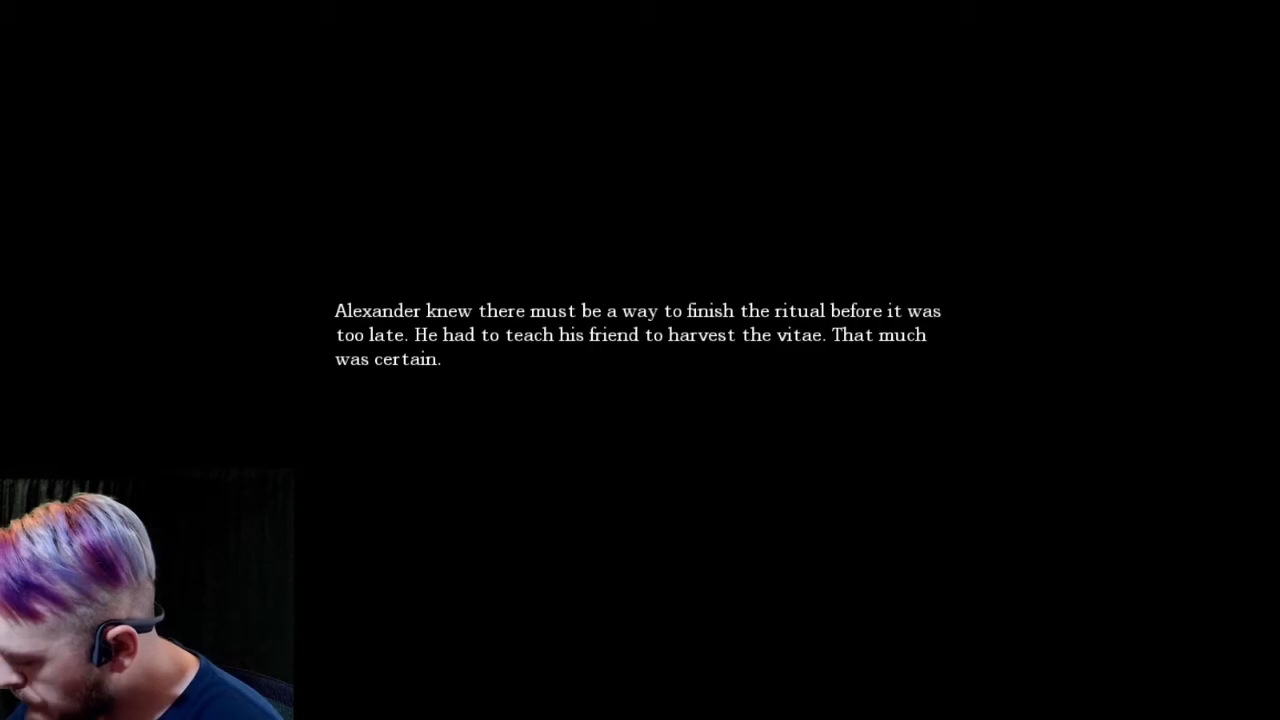 Alexander knew there must be a way to finish the ritual before it was
too late. He had to teach his friend to harvest the vitae. That much
was certain.